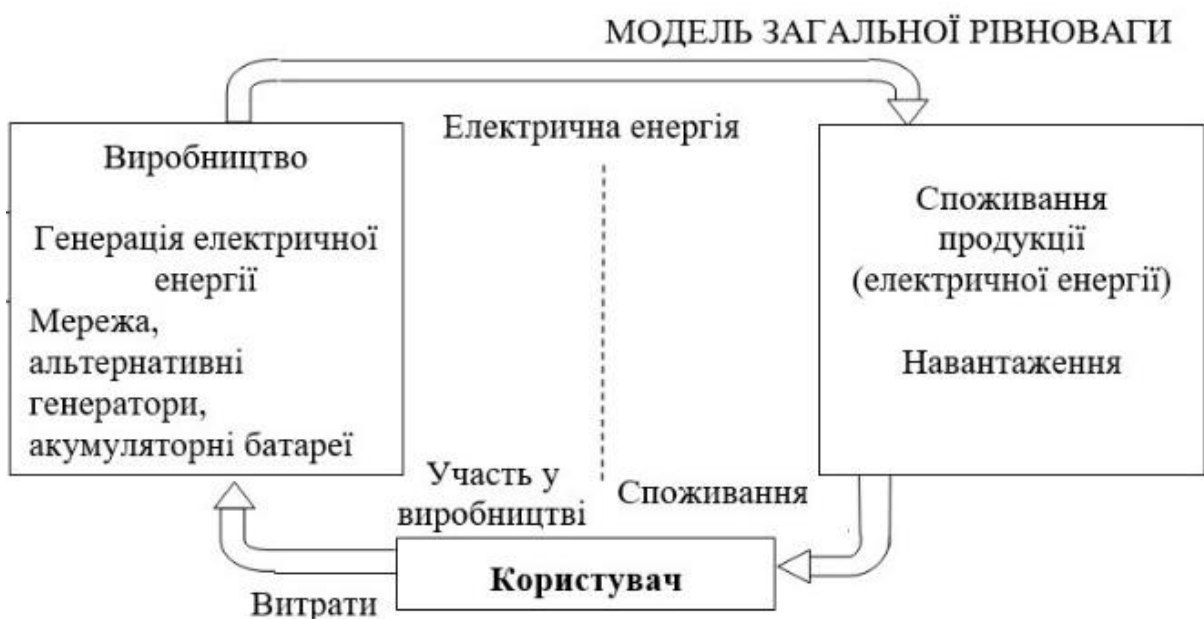 МОДЕЛЬ ЗАГАЛЬНОЇ РІВНОВАГИ
Виробництво
Генерація електричної
енергії
Мережа,
альтернативні
генератори,
акумуляторні батареї
Електрична енергія
Споживання
продукції
(електричної енергії)
Навантаження
Участь у
виробництві
Споживання
Користувач
Витрати